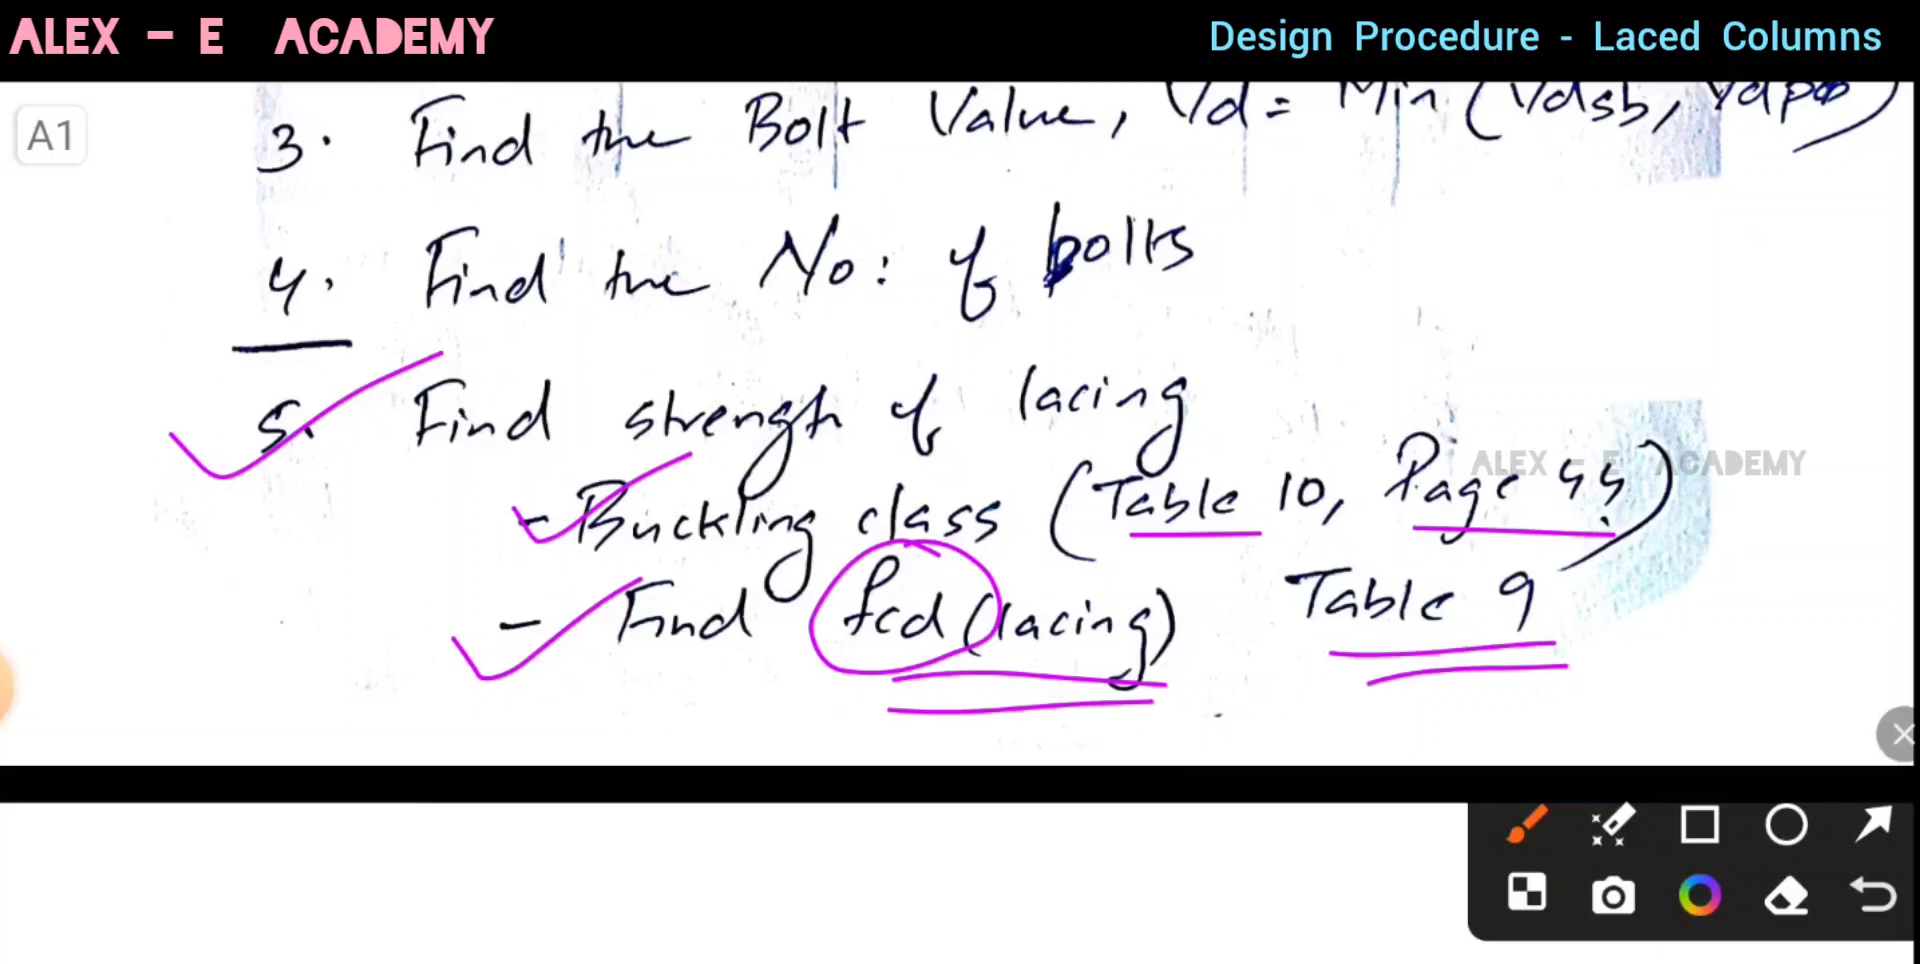 ALEX - E ACADEMY
Design Procedure - Laced Columns
A1
3. Find the Bolt Value, Vd = Min (Vdsb, Vdpb)
4. Find the No: of bolts
5. Find strength of lacing
- Buckling class (Table 10, Page 44)
ALEX - E ACADEMY
- Find fcd (lacing) Table 9